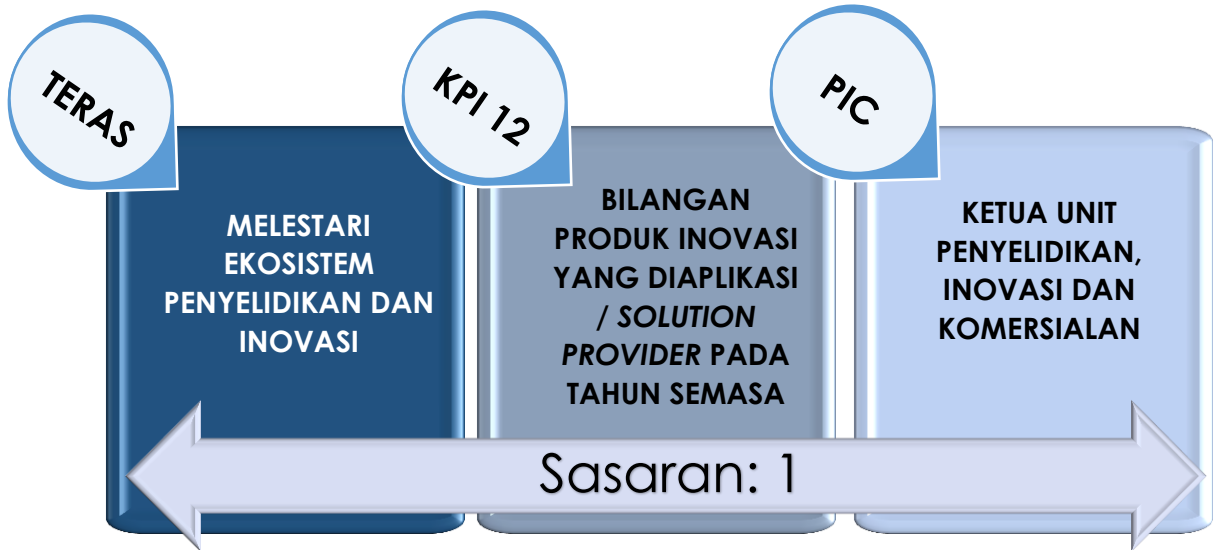 TERAS
MELESTARI
EKOSISTEM
PENYELIDIKAN DAN
INOVASI
KPI 12
BILANGAN
PRODUK INOVASI
YANG DIAPLIKASI
/ SOLUTION
PROVIDER PADA
TAHUN SEMASA
PIC
KETUA UNIT
PENYELIDIKAN,
INOVASI DAN
KOMERSIALAN
Sasaran: 1